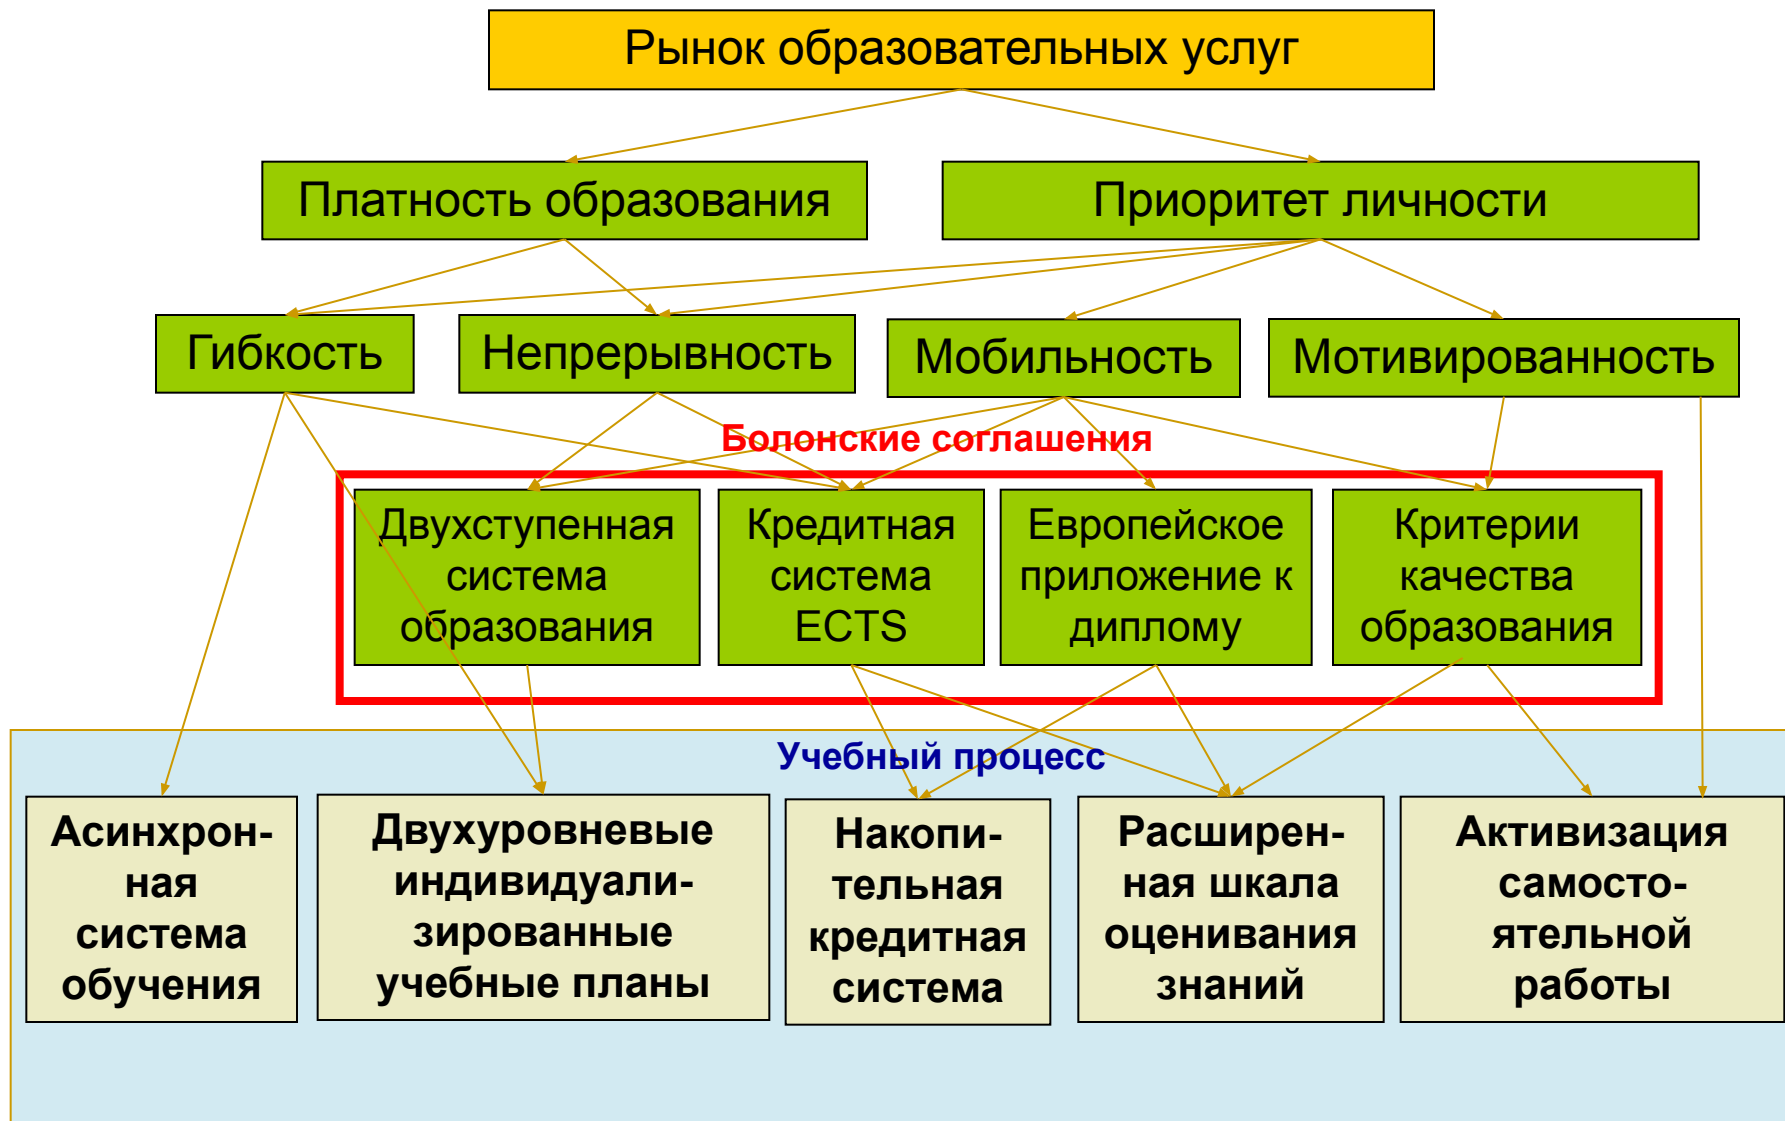 Рынок образовательных услуг
Платность образования
Приоритет личности
Гибкость
Непрерывность
Мобильность
Мотивированность
Болонские соглашения
Двухступенная
система
образования
Кредитная
система
ECTS
Европейское
приложение к
диплому
Критерии
качества
образования
Учебный процесс
Асинхрон-
ная
система
обучения
Двухуровневые
индивидуали-
зированные
учебные планы
Накопи-
тельная
кредитная
система
Расширен-
ная шкала
оценивания
знаний
Активизация
самосто-
ятельной
работы